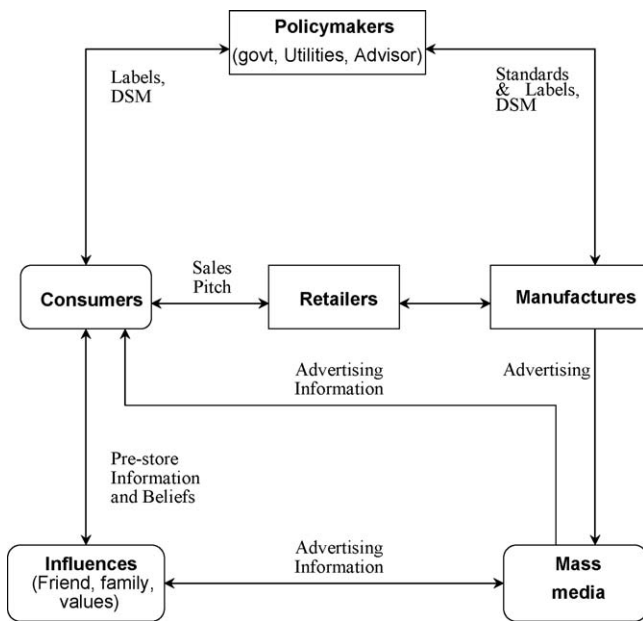 Policymakers
(govt, Utilities, Advisor)
Labels,
DSM
Standards
& Labels,
DSM
Consumers
Sales
Pitch
Retailers
Manufactures
Advertising
Information
Advertising
Pre-store
Information
and Beliefs
Influences
(Friend, family,
values)
Advertising
Information
Mass
media